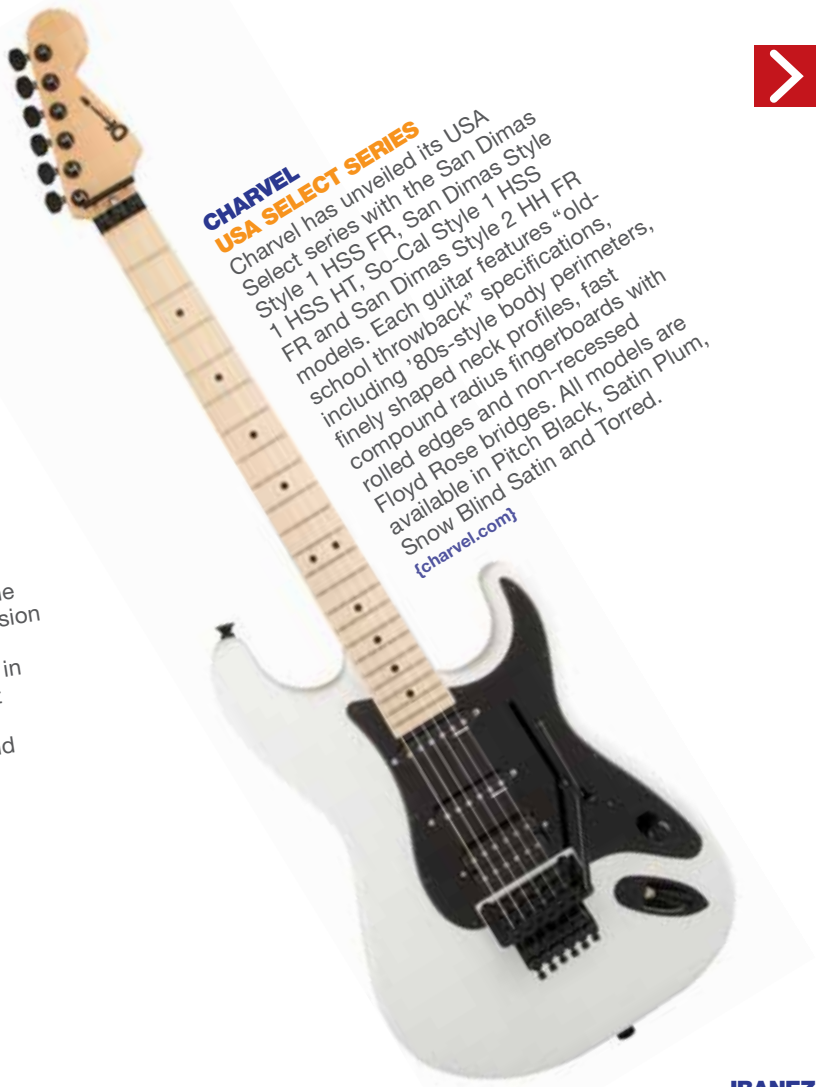 CHARVEL
USA SELECT SERIES
Charvel has unveiled its USA
Select series with the San Dimas
Style 1 HSS FR, San Dimas Style
1 HSS HT, So-Cal Style 1 HSS
FR and San Dimas Style 2 HH FR
models. Each guitar features “old-
school throwback” specifications,
including ’80s-style body perimeters,
finely shaped neck profiles, fast
compound radius fingerboards with
rolled edges and non-recessed
Floyd Rose bridges. All models are
available in Pitch Black, Satin Plum,
Snow Blind Satin and Torred.
{charvel.com}
in
IBANEZ